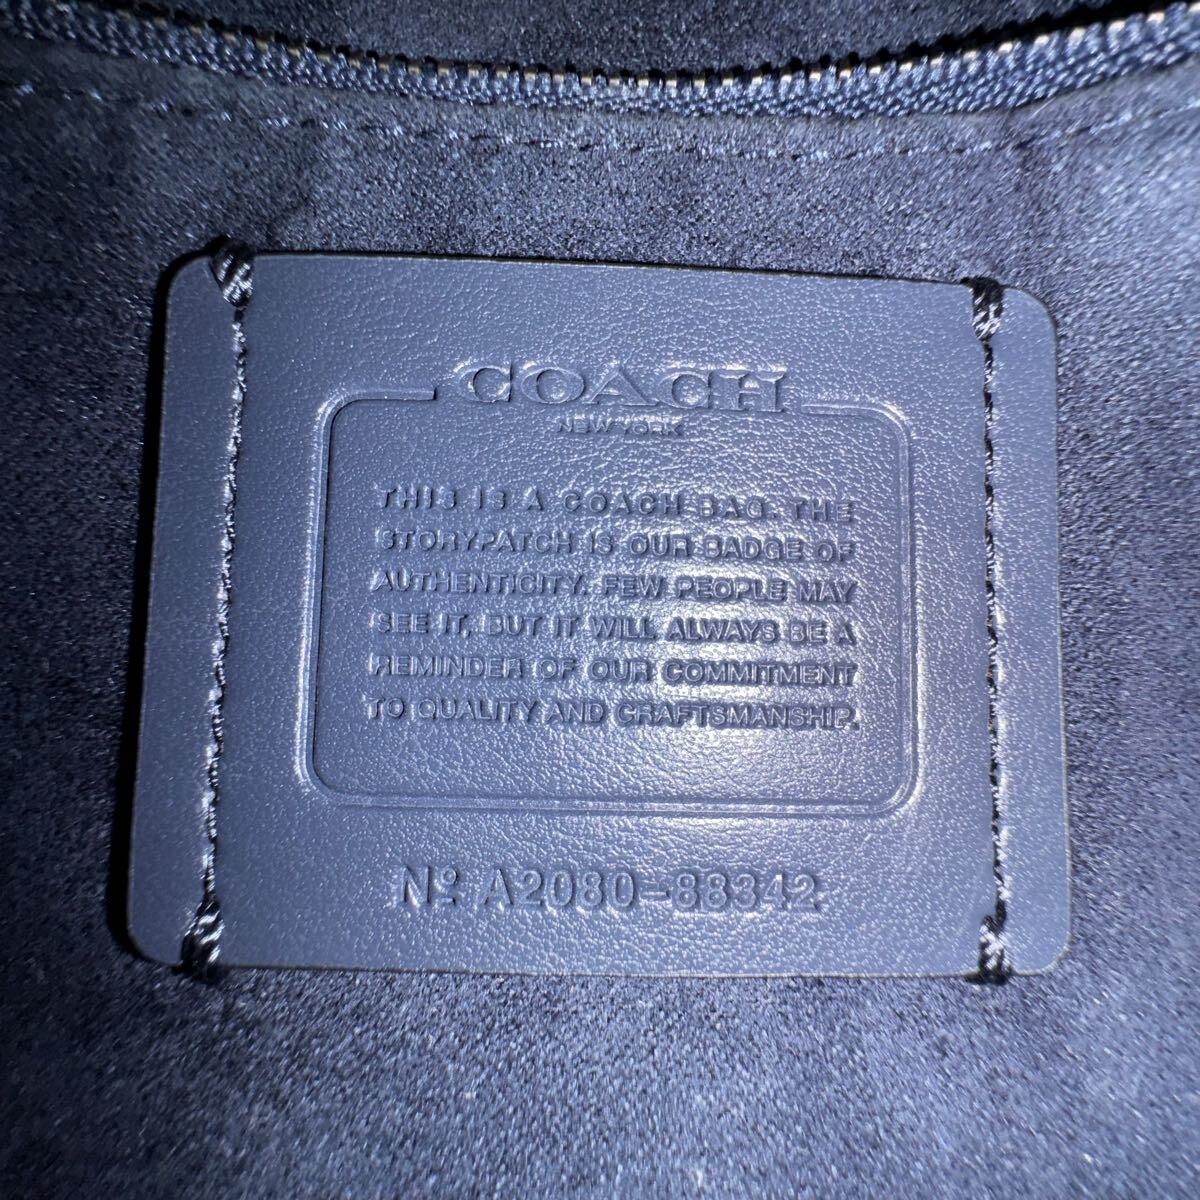 COACH
NEW YORK
THIS IS A COACH BAG. THE
STORYPATCH IS OUR BADGE OF
AUTHENTICITY. FEW PEOPLE MAY
SEE IT, BUT IT WILL ALWAYS BE A
REMINDER OF OUR COMMITMENT
TO QUALITY AND CRAFTSMANSHIP.
Nº A2080-88342